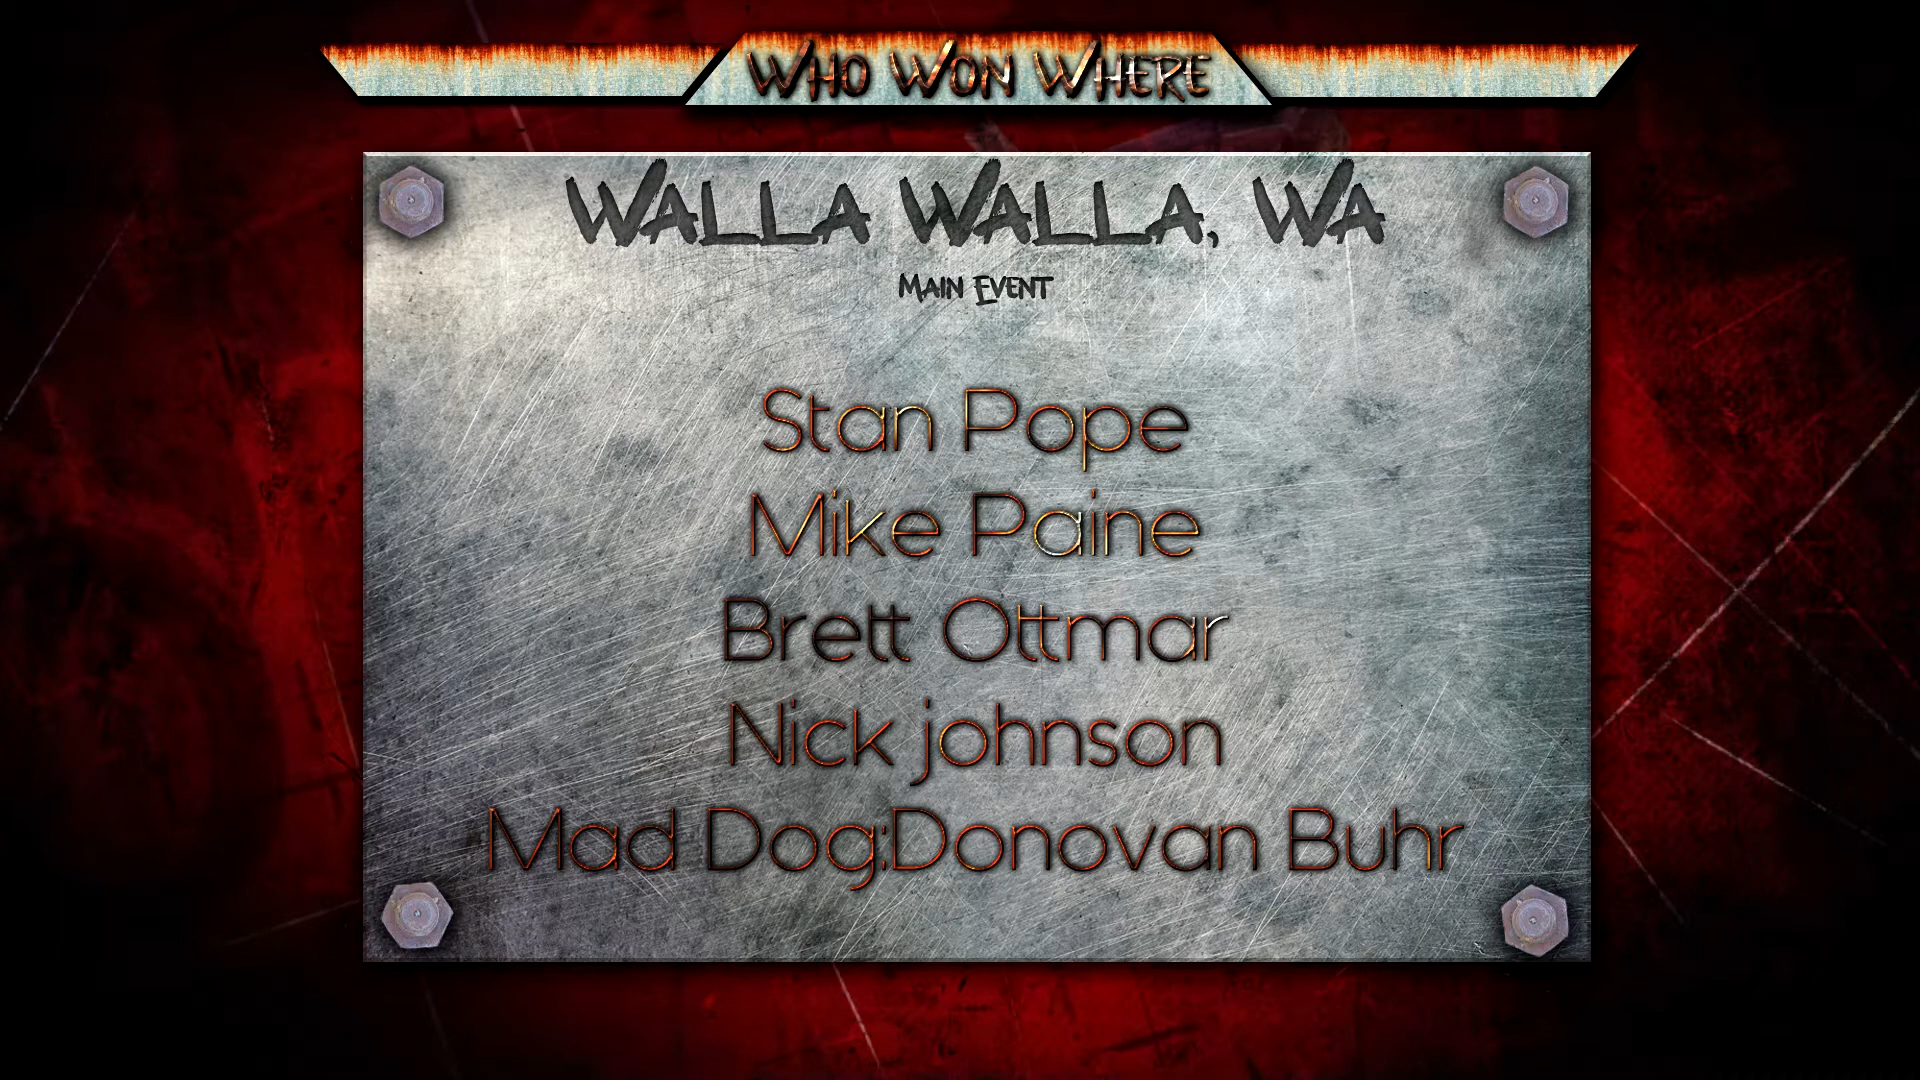 Who Won Where
Walla Walla, WA
Main Event
Stan Pope
Mike Paine
Brett Ottmar
Nick johnson
Mad Dog;Donovan Buhr